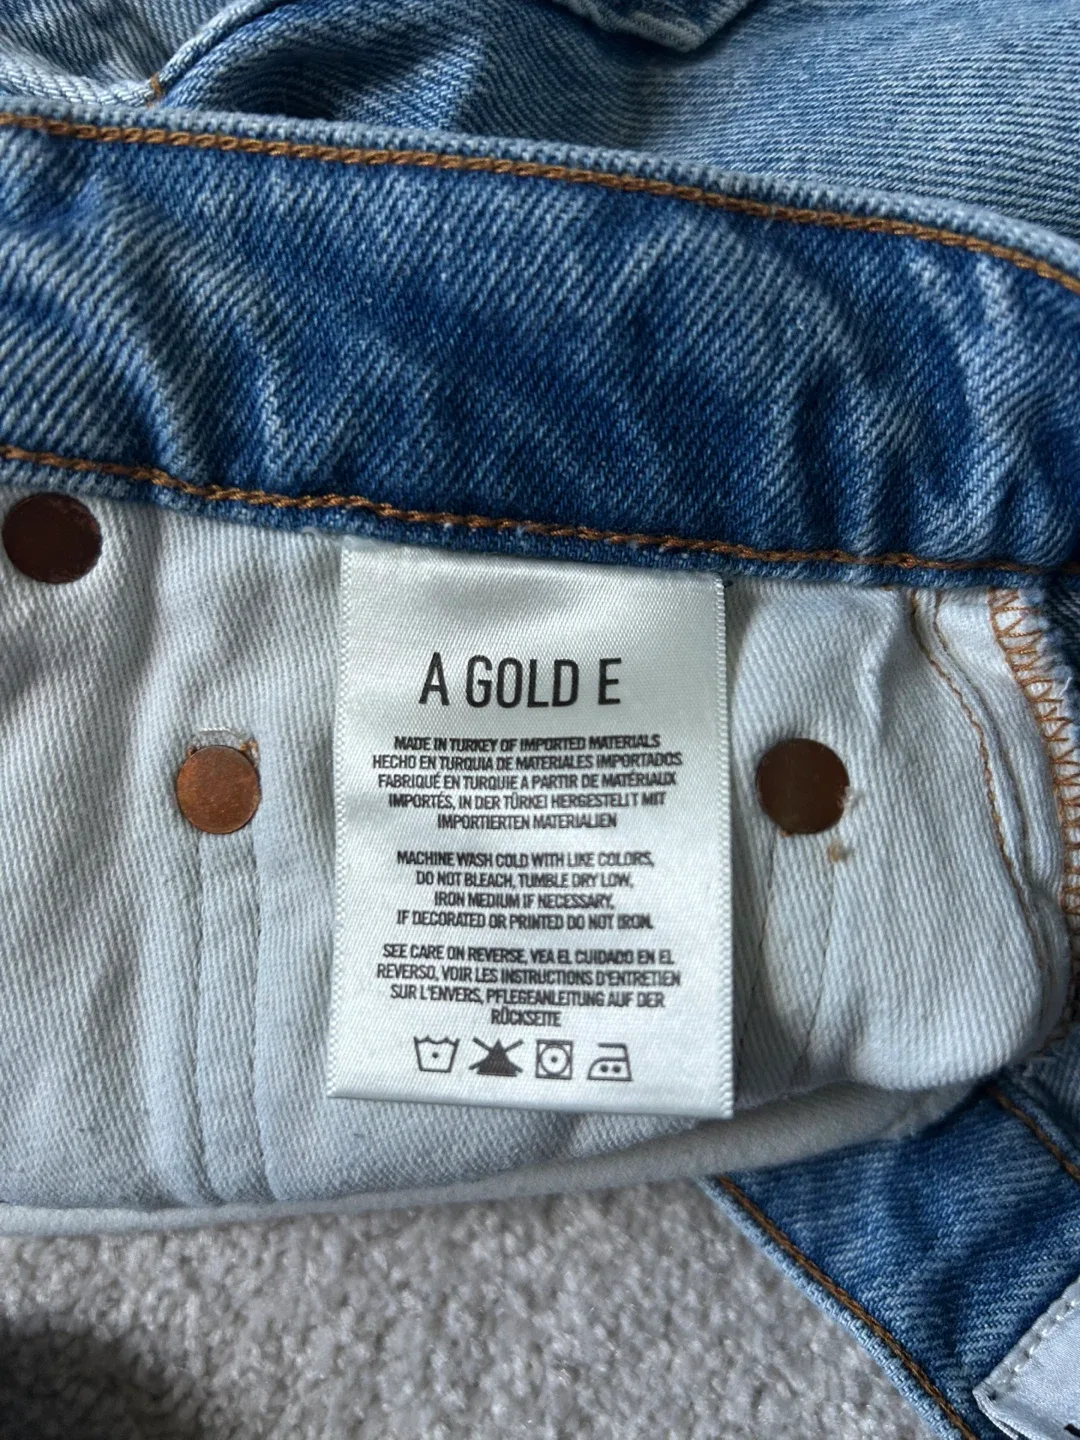 A GOLD E
MADE IN TURKEY OF IMPORTED MATERIALS
HECHO EN TURQUIA DE MATERIALES IMPORTADOS
FABRIQUÉ EN TURQUIE A PARTIR DE MATÉRIAUX
IMPORTÉS, IN DER TÜRKEI HERGESTELLT MIT
IMPORTIERTEN MATERIALIEN
MACHINE WASH COLD WITH LIKE COLORS,
DO NOT BLEACH, TUMBLE DRY LOW,
IRON MEDIUM IF NECESSARY,
IF DECORATED OR PRINTED DO NOT IRON.
SEE CARE ON REVERSE, VEA EL CUIDADO EN EL
REVERSO, VOIR LES INSTRUCTIONS D'ENTRETIEN
SUR L'ENVERS, PFLEGEANLEITUNG AUF DER
RÜCKSEITE